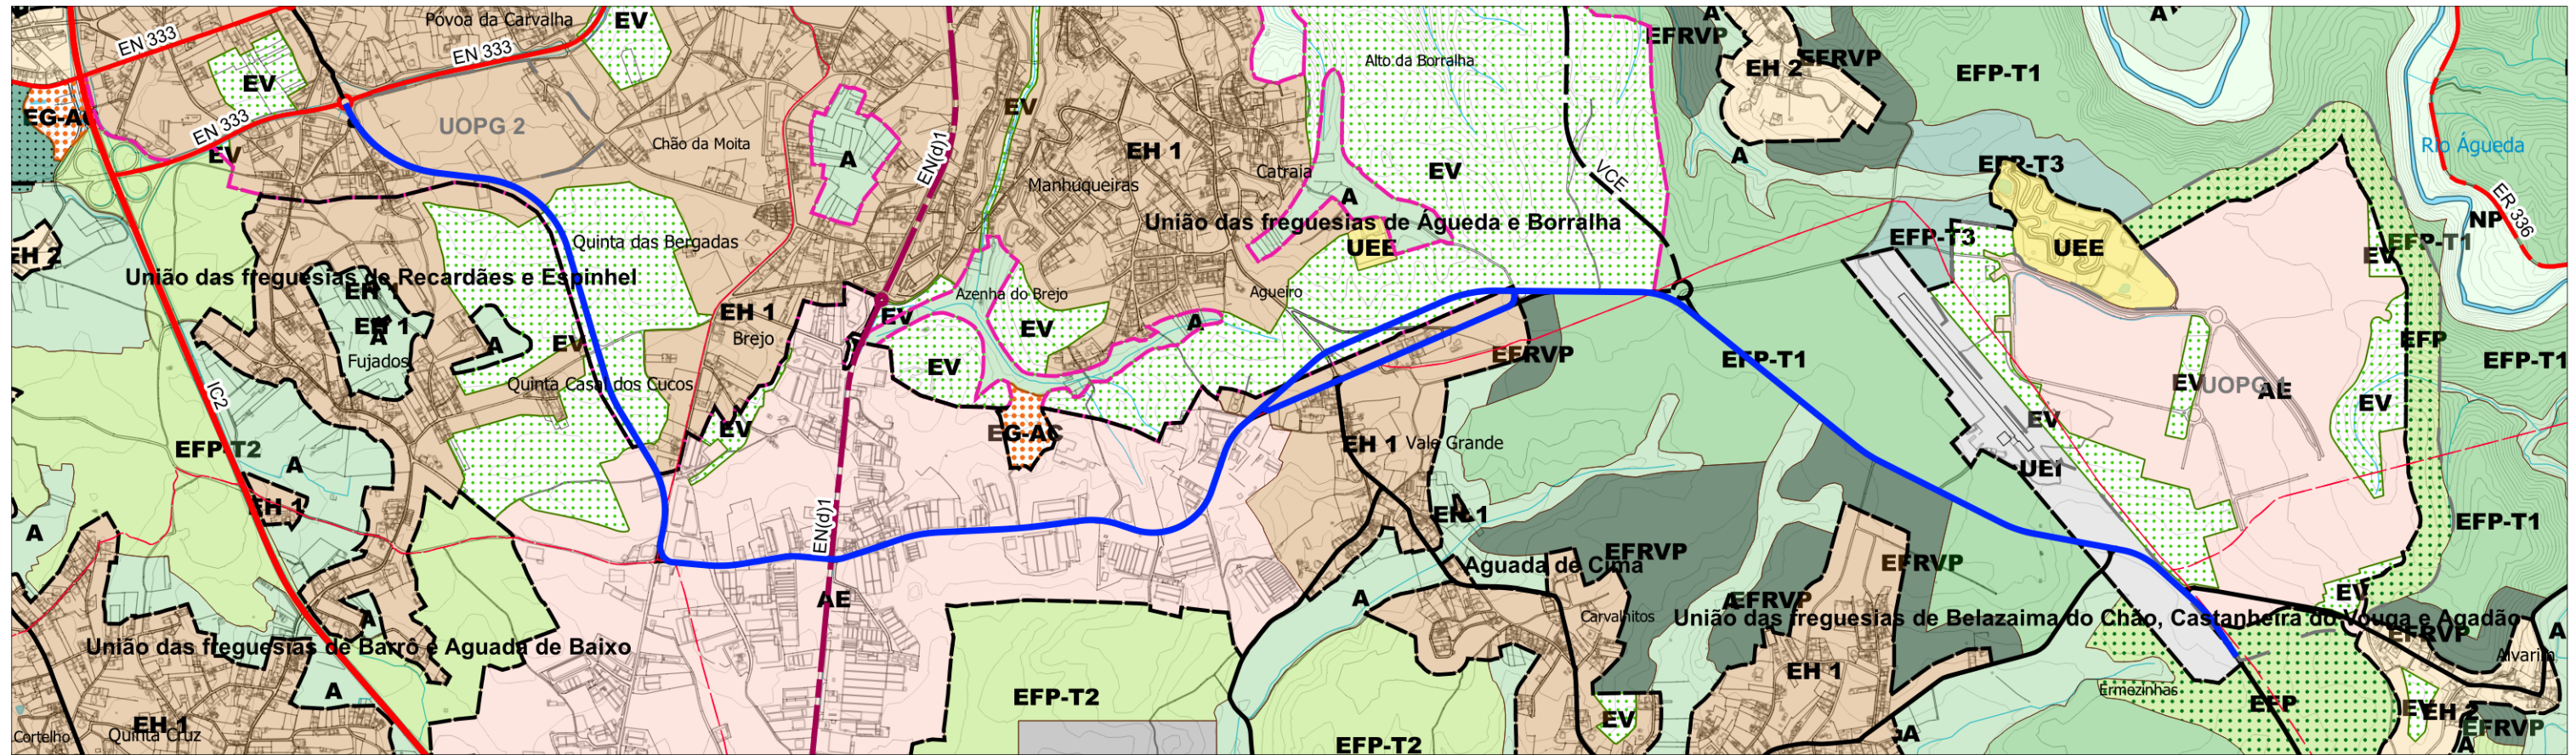 Póvoa da Carvalha
EV
A
EN 333
EN 333
EFRVP
EFRVP
Alto da Borralha
EH 2
EFP-T1
EV
EV
EN 333
UOPG 2
Chão da Moita
EN(d)1
EH 1
Catraia
EV
VCE
A
EFP-T3
Rio Águeda
ER 336
NP
EV
A
Manhuqueiras
A
União das freguesias de Águeda e Borralha
UEE
EFP-T3
UEE
EFP-T1
EV
EH 2
Quinta das Bergadas
União das freguesias de Recardães e Espinhel
EH 1
EH 1
A
Fujados
A
EV
EH 1
Brejo
Azenha do Brejo
Agueiro
EV
EV
A
EV
EFRVP
EFP-T1
EFP
EFP-T1
IC2
Quinta Casal dos Cucos
EV
UOPG
AE
EV
EV
EV
EG-AC
EH 1
Vale Grande
UEI
EFP-T2
A
EH 1
A
EN(d)1
EH 1
EFP-T1
Aguada de Cima
EFRVP
EFRVP
AE
A
A
Carvalhitos
EFRVP
EV
União das freguesias de Belazaima do Chão, Castanheira do Vouga e Agadão
EFRVP
A
Alvarim
União das freguesias de Barrô e Aguada de Baixo
A
EFP-T2
EH 1
Ermozinhas
EFP
EV
EH 2
EFRVP
EH 1
Quinta Cruz
Cortelho
EV
EFP-T2
A
A